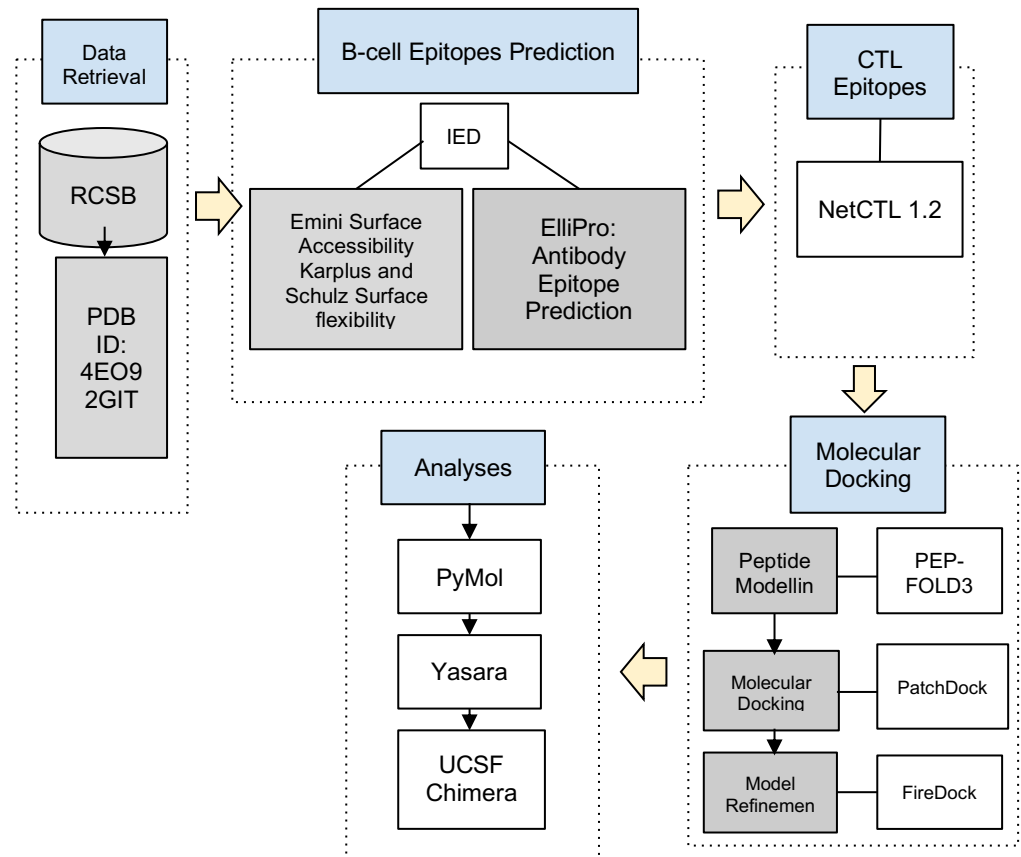 Data
Retrieval
RCSB
PDB
ID:
4EO9
2GIT
B-cell Epitopes Prediction
IED
Emini Surface
Accessibility
Karplus and
Schulz Surface
flexibility
ElliPro:
Antibody
Epitope
Prediction
CTL
Epitopes
NetCTL 1.2
Molecular
Docking
Peptide
Modellin
PEP-
FOLD3
Molecular
Docking
PatchDock
Model
Refinemen
FireDock
Analyses
PyMol
Yasara
UCSF
Chimera